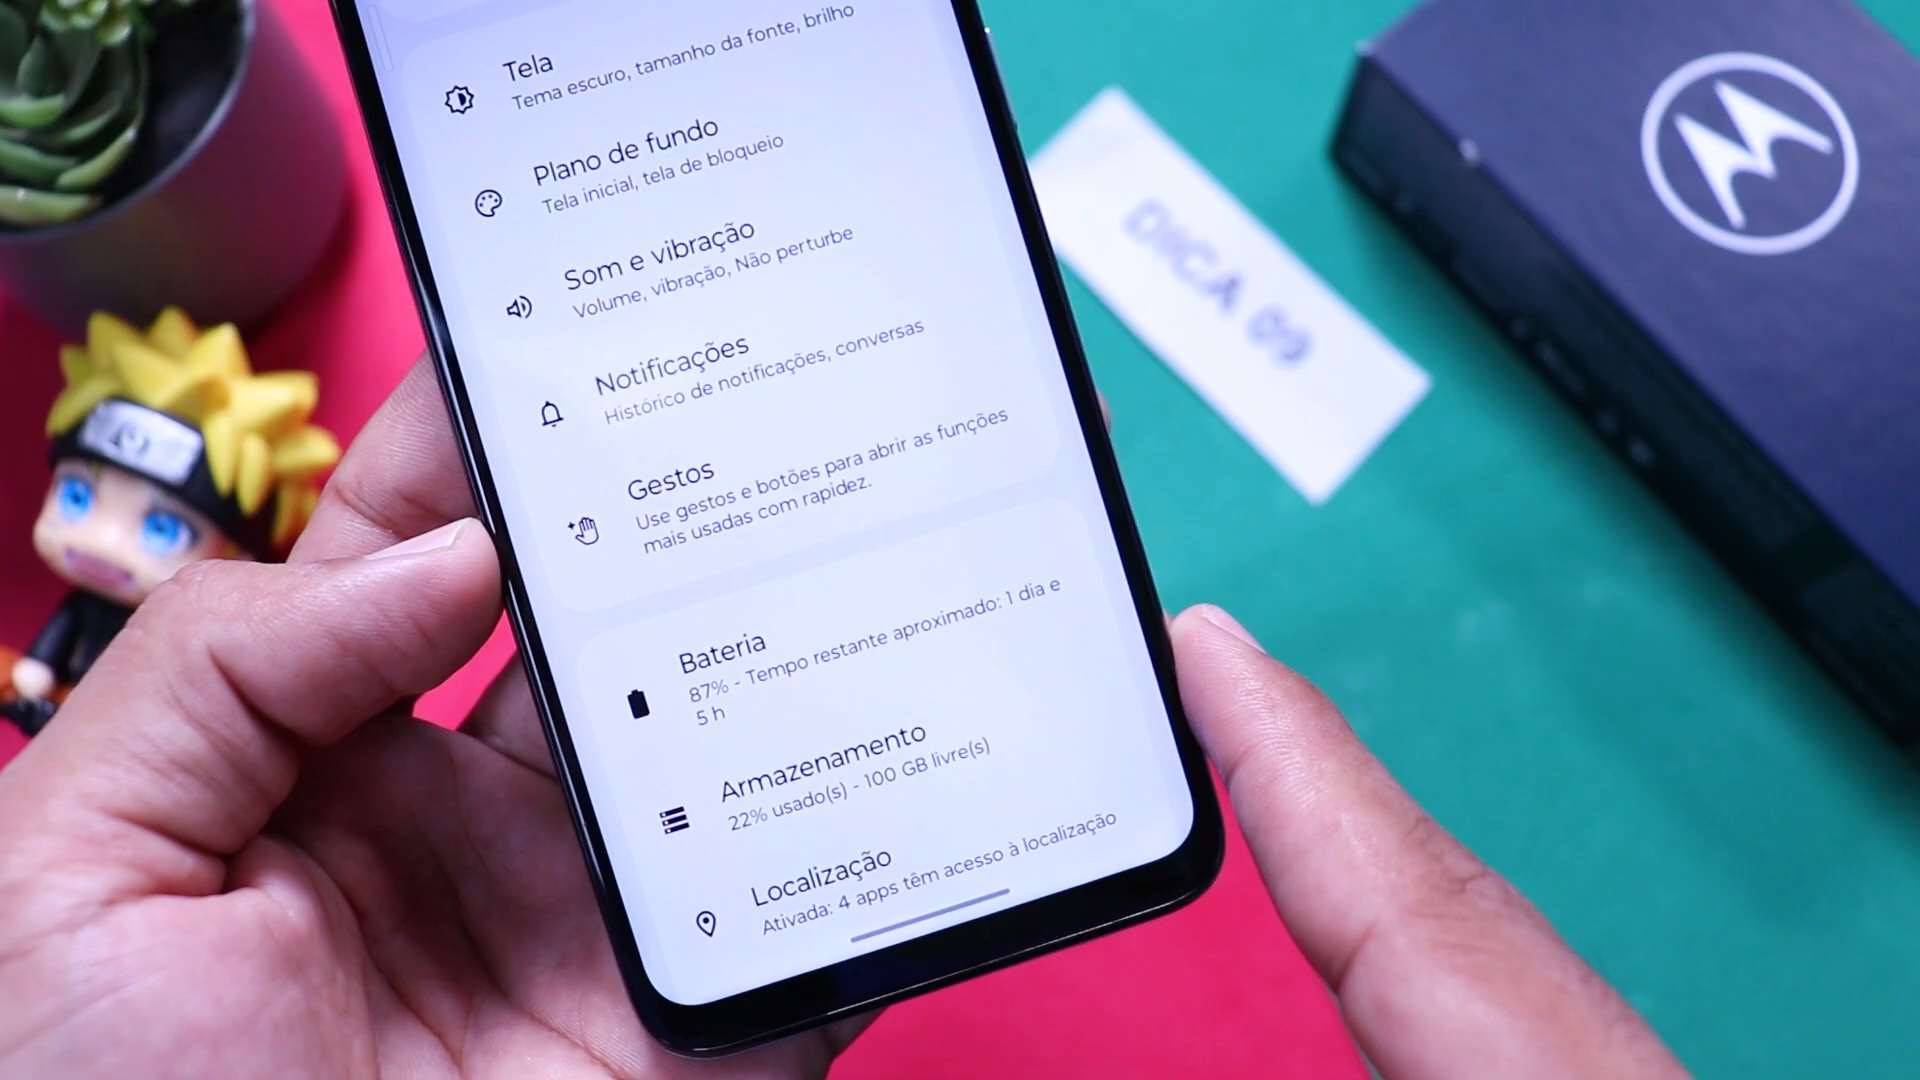 Tela
Tema escuro, tamanho da fonte, brilho
Plano de fundo
Tela inicial, tela de bloqueio
Som e vibração
Volume, vibração, Não perturbe
Notificações
Histórico de notificações, conversas
Gestos
Use gestos e botões para abrir as funções
mais usadas com rapidez.
Bateria
87% - Tempo restante aproximado: 1 dia e
5 h
Armazenamento
22% usado(s) - 100 GB livre(s)
Localização
Ativada: 4 apps têm acesso à localização
DICA 09